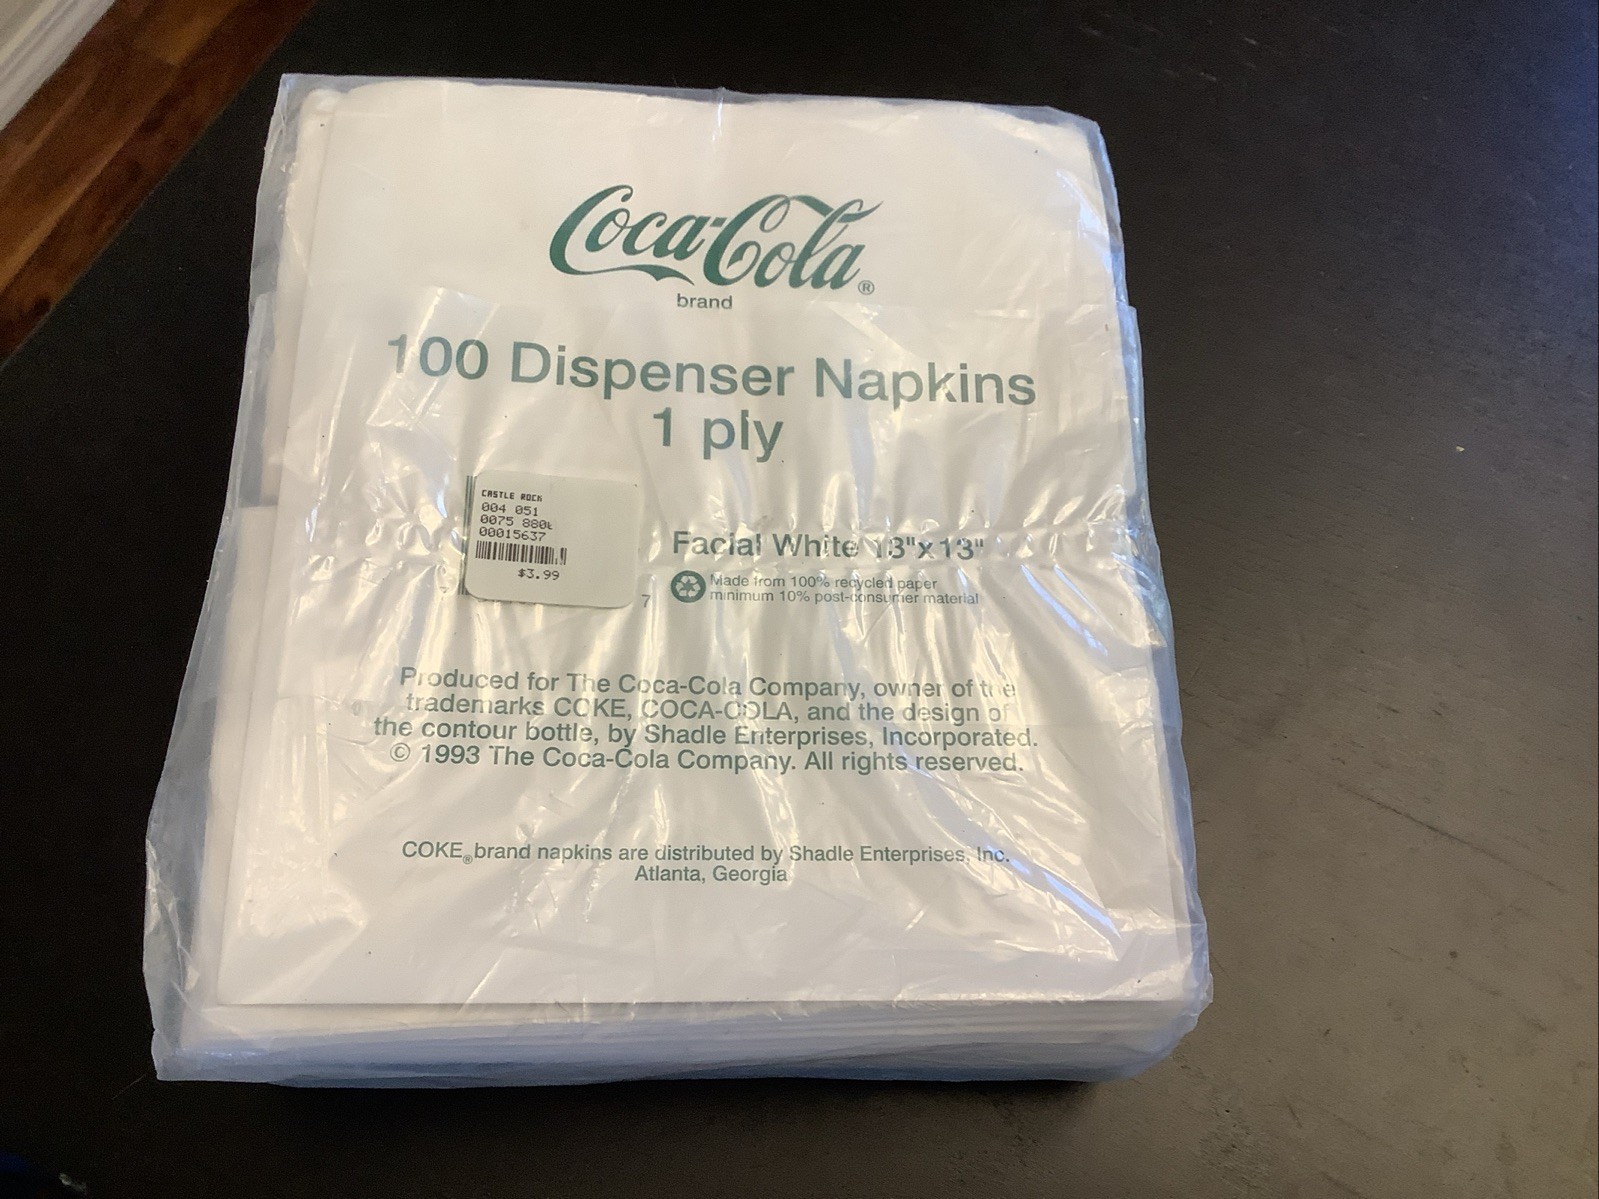 Coca-Cola®
brand
100 Dispenser Napkins
1 ply
CASTLE ROCK
004 051
0075 880
00015637
$3.99
7
Facial White 13"x13"
Made from 100% recycled paper
minimum 10% post-consumer material
Produced for The Coca-Cola Company, owner of the
trademarks COKE, COCA-COLA, and the design of
the contour bottle, by Shadle Enterprises, Incorporated.
© 1993 The Coca-Cola Company. All rights reserved.
COKE® brand napkins are distributed by Shadle Enterprises, Inc.
Atlanta, Georgia